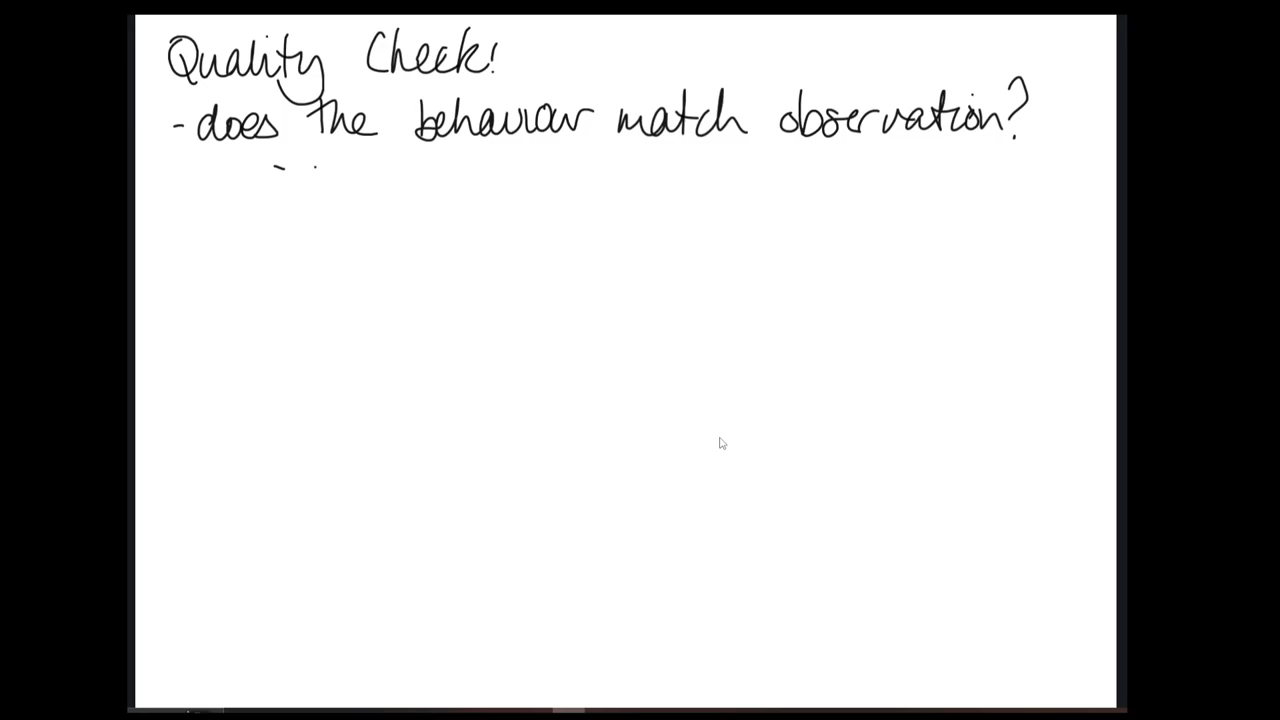 Quality Check!
- does the behaviour match observation?
-